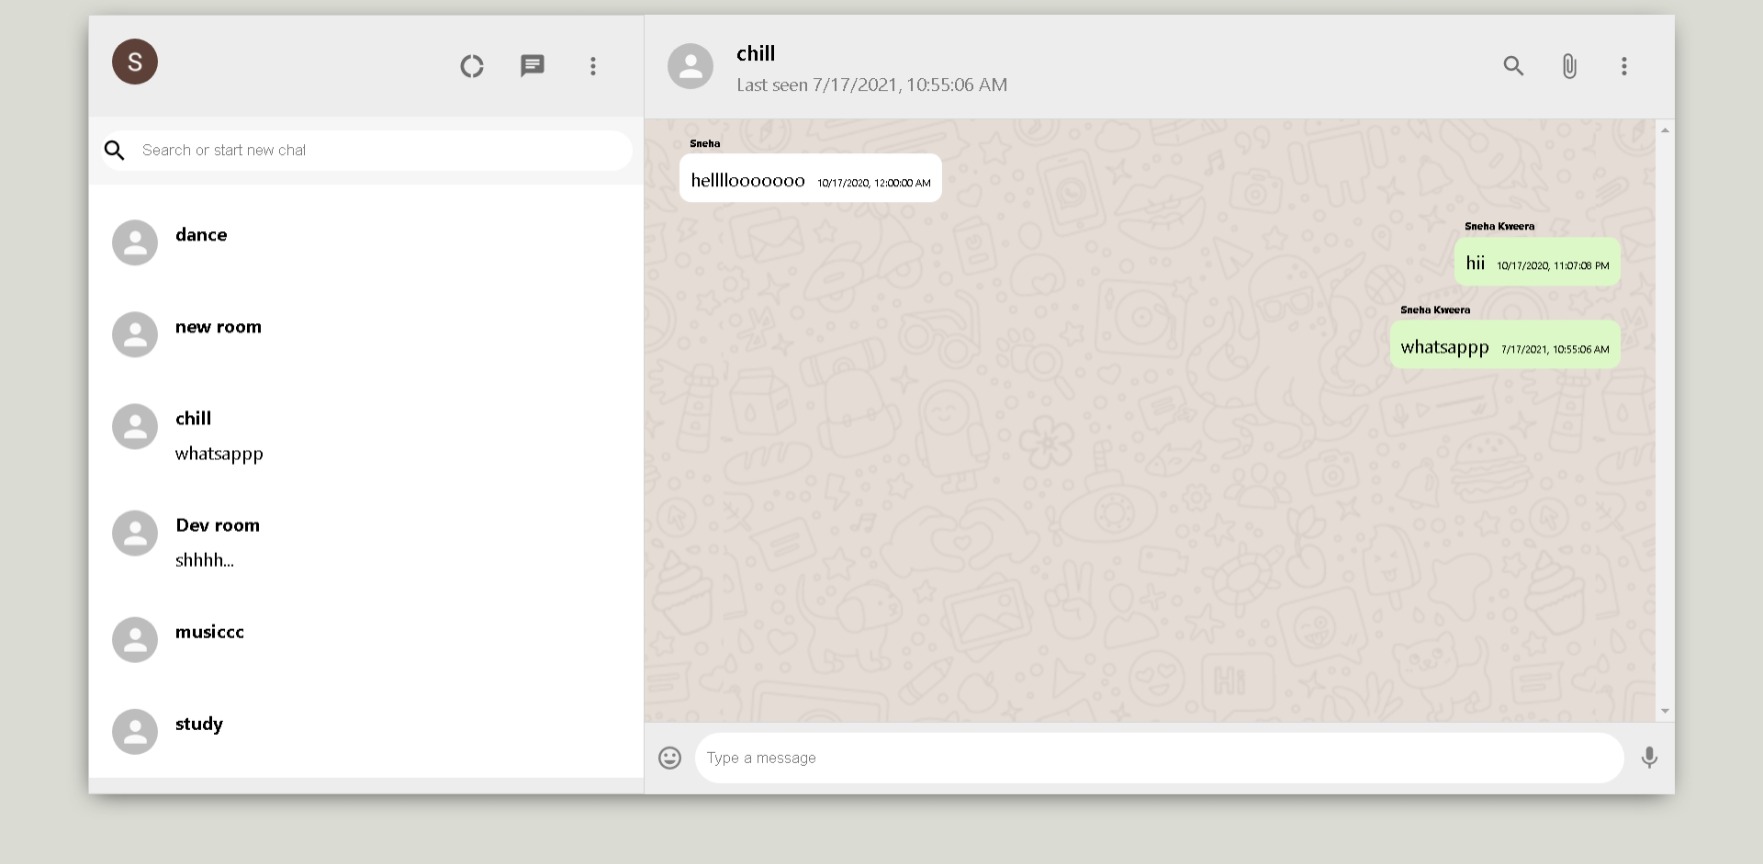 S
Search or start new chat
dance
new room
chill
whatsappp
Dev room
shhhh...
musiccc
study
chill
Last seen 7/17/2021, 10:55:06 AM
Sneha
helllloooooooo 10/17/2020, 12:00:00 AM
Sneha Kweera
hii 10/17/2020, 11:07:08 PM
Sneha Kweera
whatsappp 7/17/2021, 10:55:06 AM
Hi
Type a message